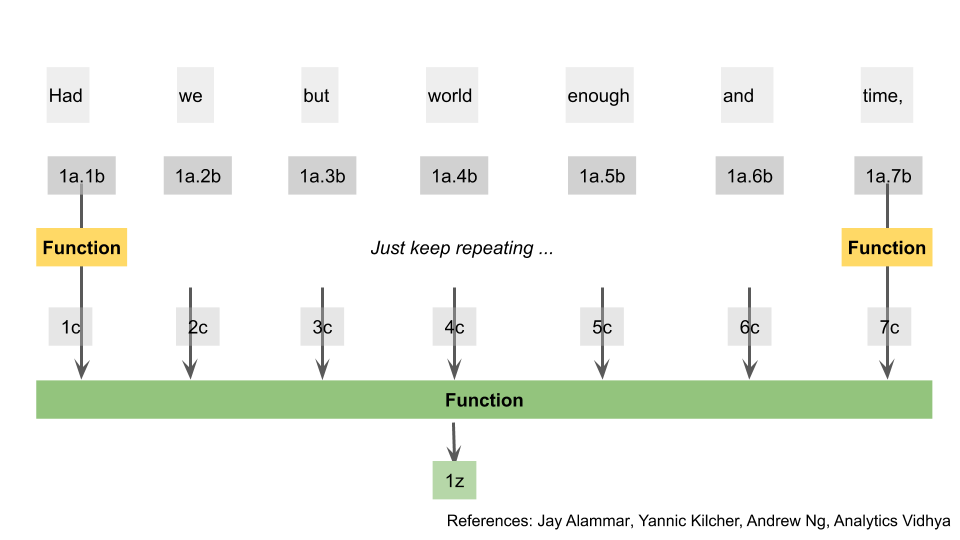 Had we but world enough and time,
1a.1b 1a.2b 1a.3b 1a.4b 1a.5b 1a.6b 1a.7b
Function Just keep repeating ... Function
1c 2c 3c 4c 5c 6c 7c
Function
1z
References: Jay Alammar, Yannic Kilcher, Andrew Ng, Analytics Vidhya